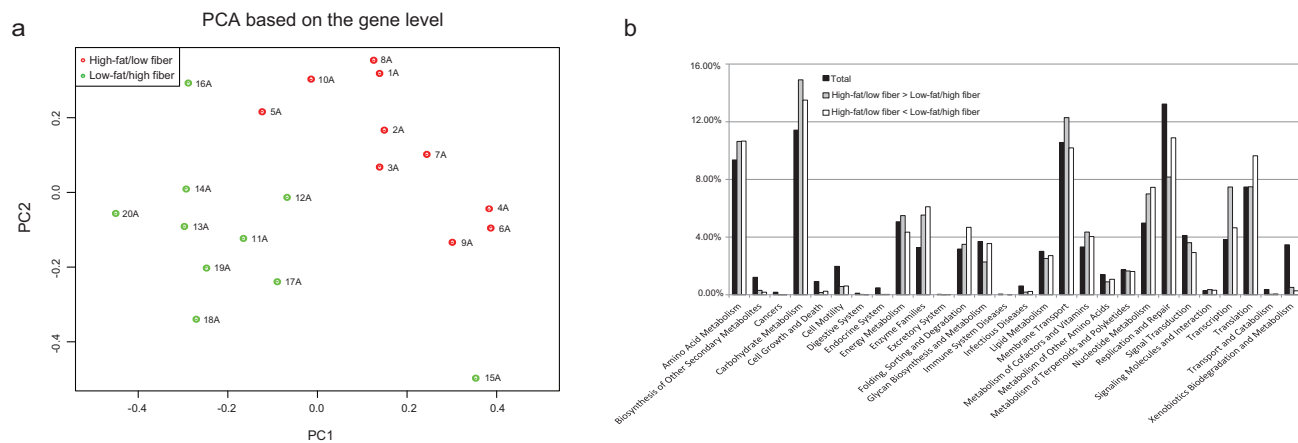 a
PCA based on the gene level
High-fat/low fiber
Low-fat/high fiber
8A
1A
16A
10A
5A
2A
7A
3A
14A
12A
4A
20A
13A
11A
6A
9A
19A
17A
18A
15A
PC2
0.2
0.0
-0.2
-0.4
-0.4
-0.2
0.0
0.2
0.4
PC1
b
16.00%
12.00%
8.00%
4.00%
0.00%
Total
High-fat/low fiber > Low-fat/high fiber
High-fat/low fiber < Low-fat/high fiber
Amino Acid Metabolism
Biosynthesis of Other Secondary Metabolites
Cancers
Carbohydrate Metabolism
Cell Growth and Death
Cell Motility
Digestive System
Endocrine System
Energy Metabolism
Enzyme Families
Excretory System
Folding, Sorting and Degradation
Glycan Biosynthesis and Metabolism
Immune System Diseases
Infectious Diseases
Lipid Metabolism
Membrane Transport
Metabolism of Cofactors and Vitamins
Metabolism of Other Amino Acids
Metabolism of Terpenoids and Polyketides
Nucleotide Metabolism
Replication and Repair
Signal Transduction
Signaling Molecules and Interaction
Transcription
Translation
Transport and Catabolism
Xenobiotics Biodegradation and Metabolism